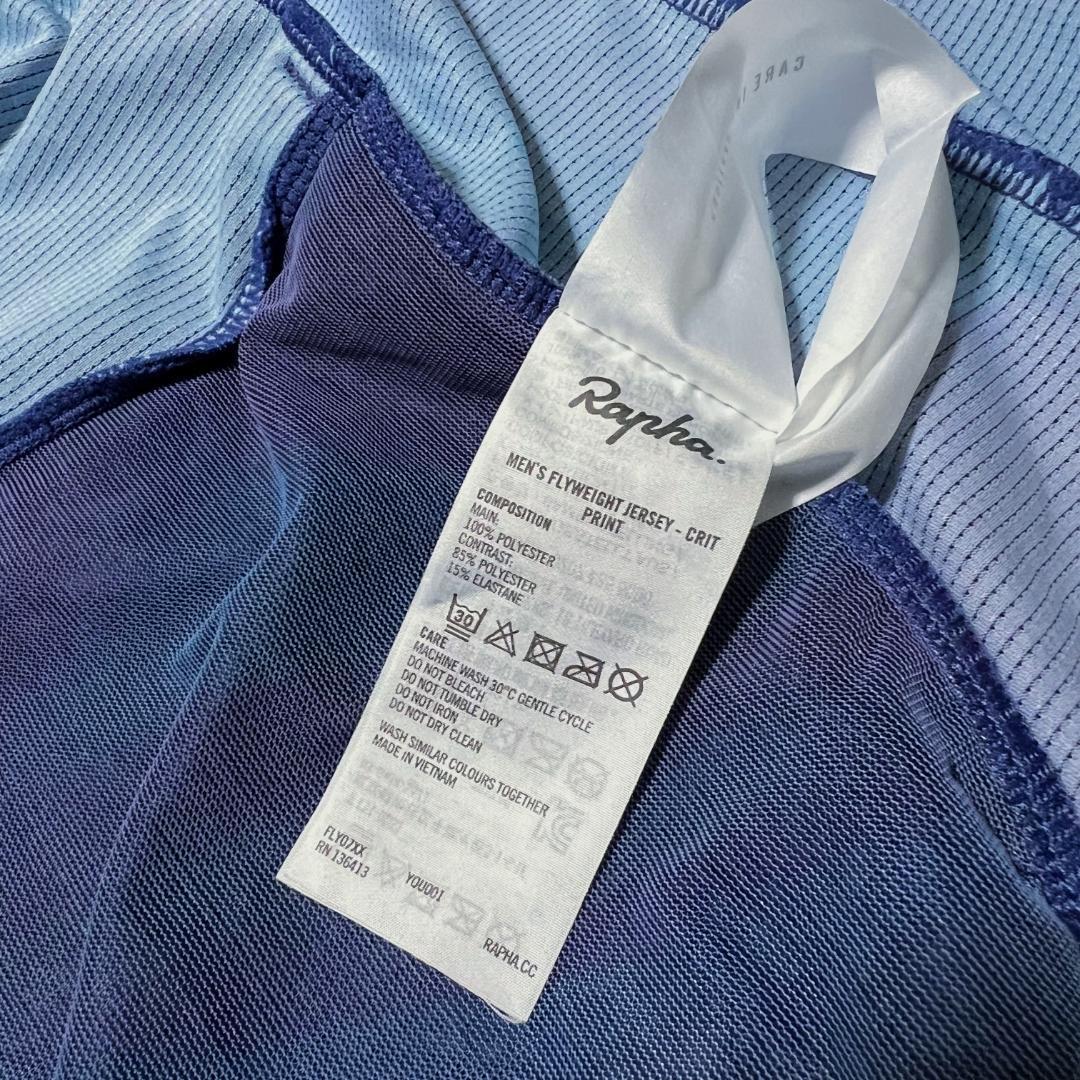 CARE
Rapha.
MEN'S FLYWEIGHT JERSEY - CRIT
PRINT
COMPOSITION
MAIN:
100% POLYESTER
CONTRAST:
85% POLYESTER
15% ELASTANE
30
CARE
MACHINE WASH 30°C GENTLE CYCLE
DO NOT BLEACH
DO NOT TUMBLE DRY
DO NOT IRON
DO NOT DRY CLEAN
WASH SIMILAR COLOURS TOGETHER
MADE IN VIETNAM
FLY07XX
RN 136413
YOU001
RAPHA.CC